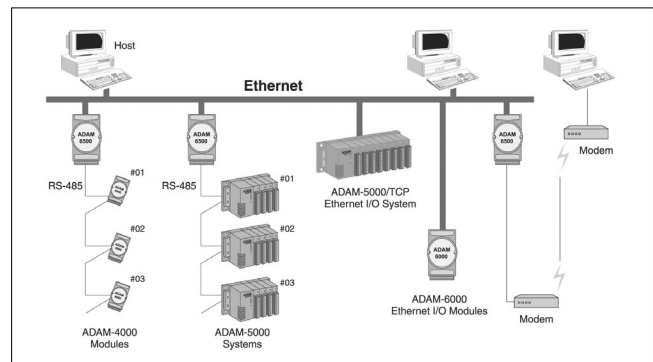 Host
Ethernet
ADAM
6500
ADAM
6500
ADAM
6500
RS-485
#01
#02
#03
ADAM-4000
Modules
RS-485
#01
#02
#03
ADAM-5000
Systems
ADAM-5000/TCP
Ethernet I/O System
ADAM
6000
ADAM-6000
Ethernet I/O Modules
Modem
Modem